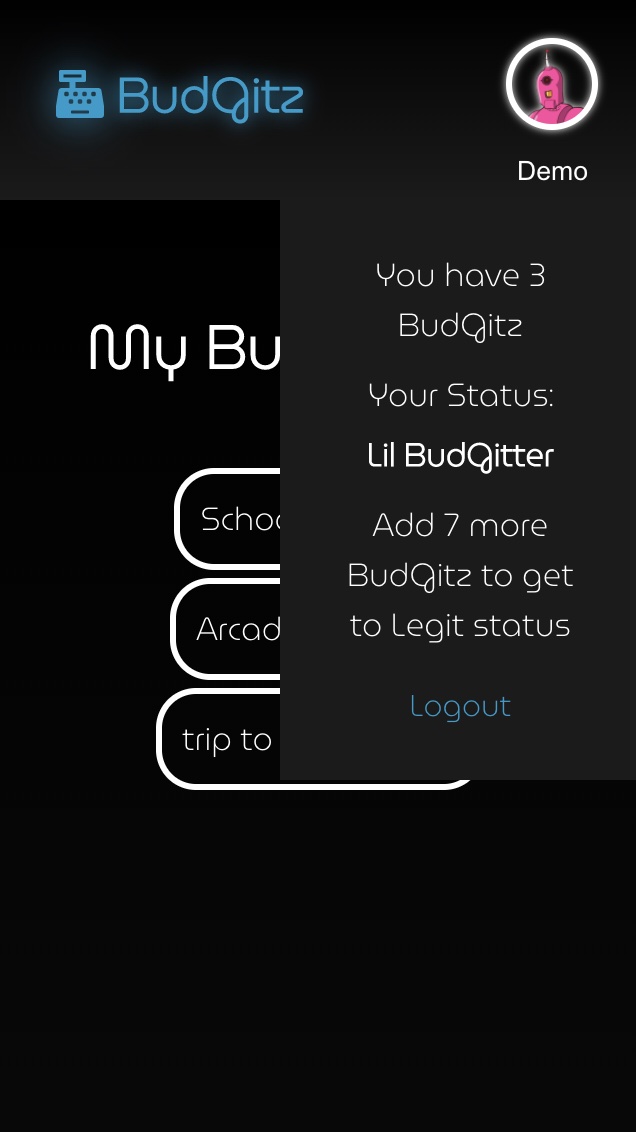 BudGitz
Demo
You have 3
BudGitz
Your Status:
Lil BudGitter
Add 7 more
BudGitz to get
to Legit status
Logout
My Bu
Schoo
Arcad
trip to